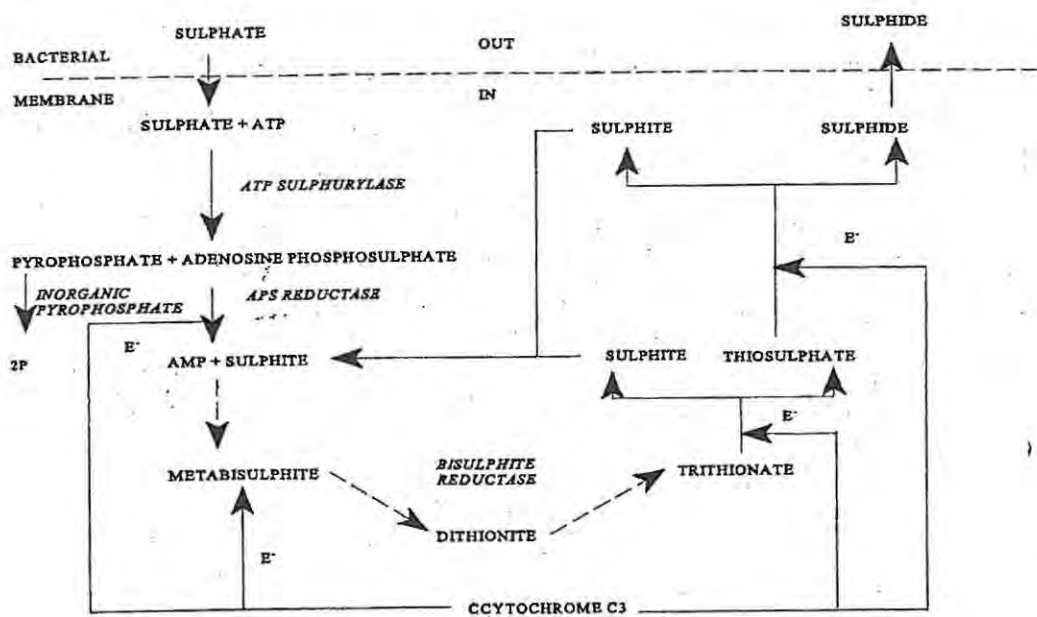 SULPHATE
OUT
SULPHIDE
BACTERIAL
MEMBRANE
IN
SULPHATE + ATP
SULPHITE
SULPHIDE
ATP SULPHURYLASE
E-
PYROPHOSPHATE + ADENOSINE PHOSPHOSULPHATE
INORGANIC
PYROPHOSPHATE
APS REDUCTASE
E-
2P
AMP + SULPHITE
SULPHITE
THIOSULPHATE
E-
METABISULPHITE
BISULPHITE
REDUCTASE
TRITHIONATE
DITHIONITE
E-
CCYTOCHROME C3